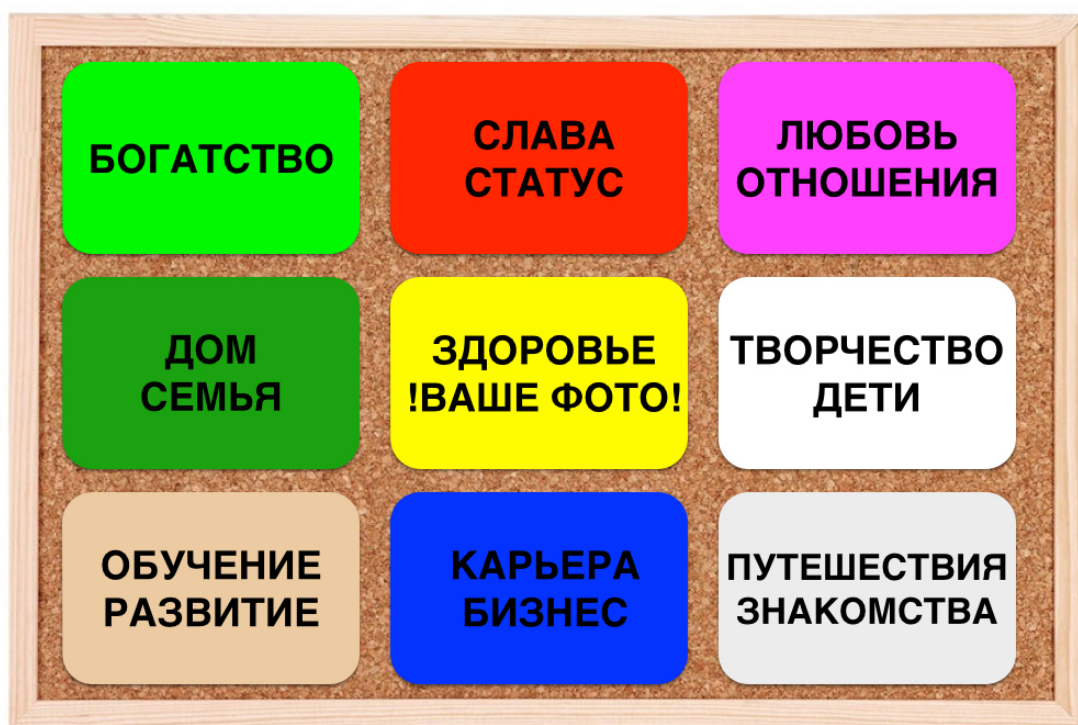 БОГАТСТВО
СЛАВА
СТАТУС
ЛЮБОВЬ
ОТНОШЕНИЯ
ДОМ
СЕМЬЯ
ЗДОРОВЬЕ
!ВАШЕ ФОТО!
ТВОРЧЕСТВО
ДЕТИ
ОБУЧЕНИЕ
РАЗВИТИЕ
КАРЬЕРА
БИЗНЕС
ПУТЕШЕСТВИЯ
ЗНАКОМСТВА